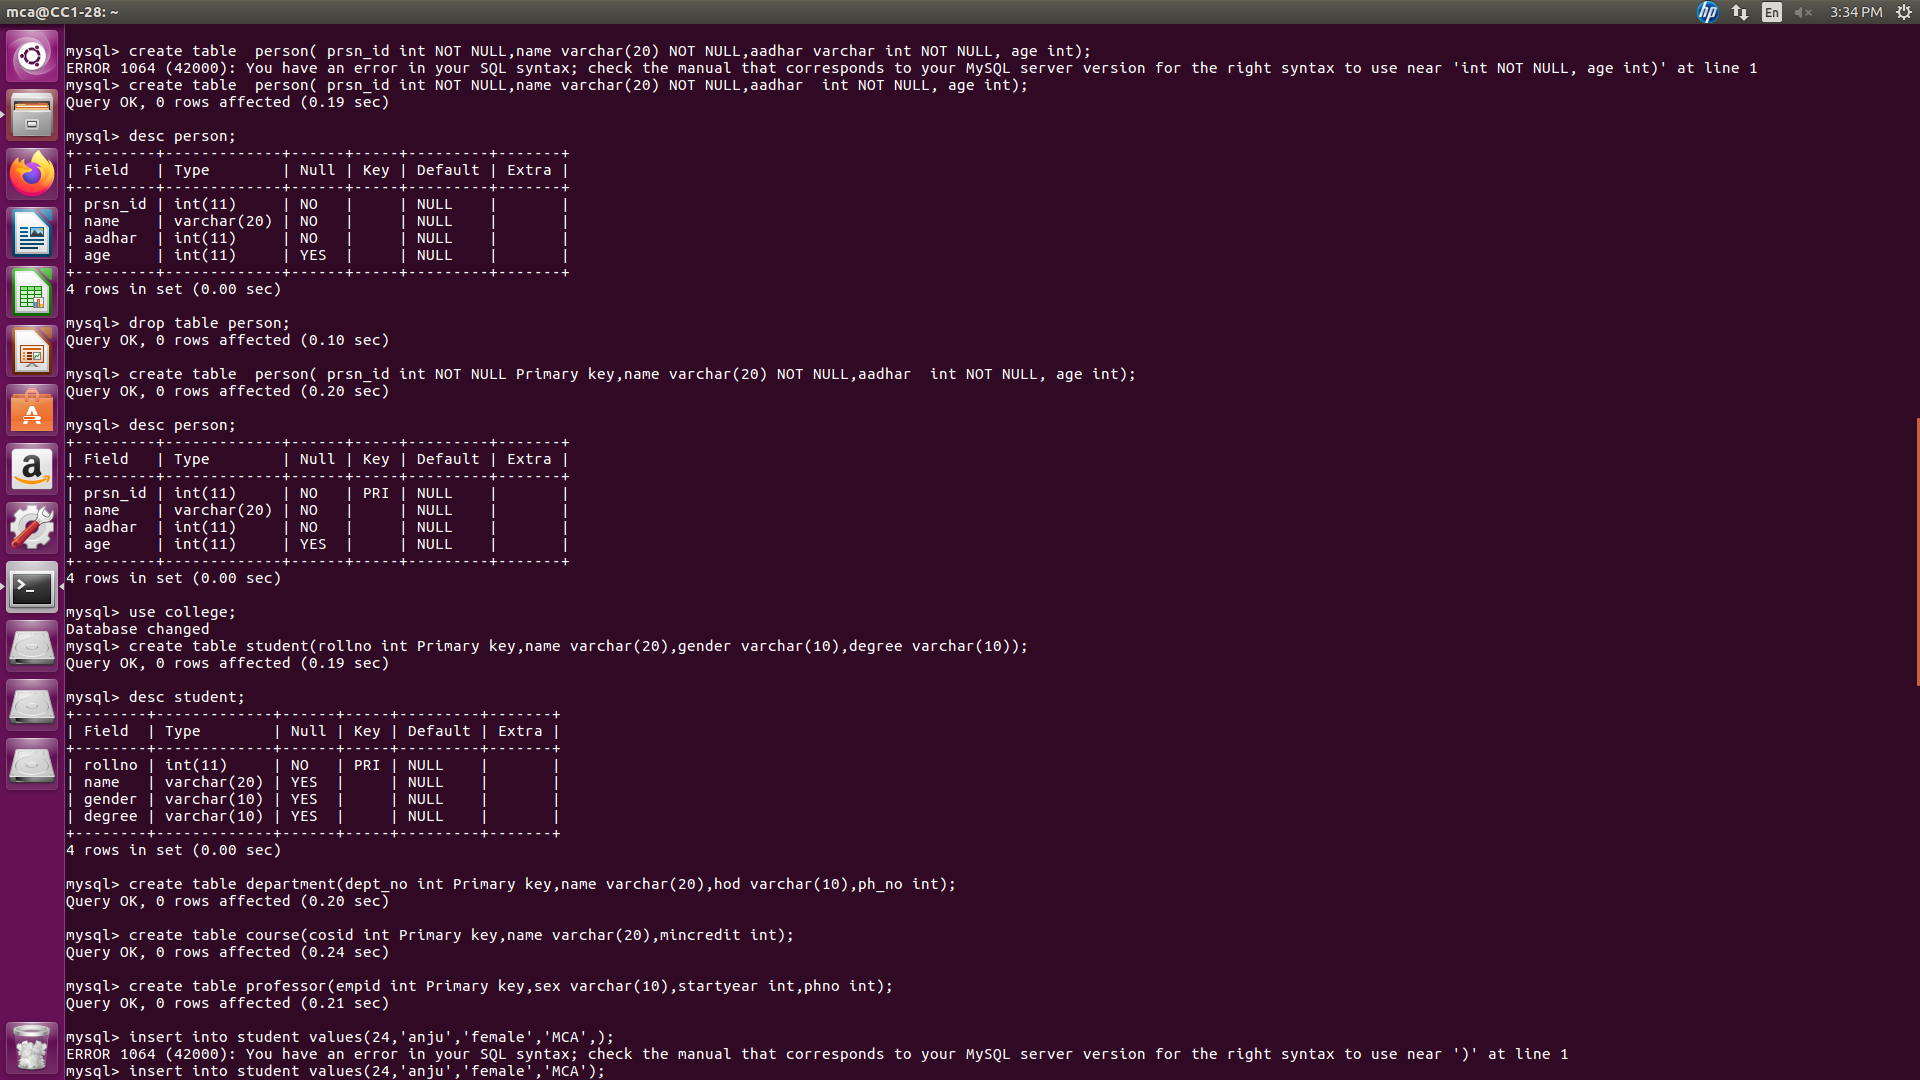 mca@CC1-28: ~
hp En 3:34 PM
mysql> create table  person( prsn_id int NOT NULL,name varchar(20) NOT NULL,aadhar varchar int NOT NULL, age int);
ERROR 1064 (42000): You have an error in your SQL syntax; check the manual that corresponds to your MySQL server version for the right syntax to use near 'int NOT NULL, age int)' at line 1
mysql> create table  person( prsn_id int NOT NULL,name varchar(20) NOT NULL,aadhar  int NOT NULL, age int);
Query OK, 0 rows affected (0.19 sec)

mysql> desc person;
+---------+-------------+------+-----+---------+-------+
| Field   | Type        | Null | Key | Default | Extra |
+---------+-------------+------+-----+---------+-------+
| prsn_id | int(11)     | NO   |     | NULL    |       |
| name    | varchar(20) | NO   |     | NULL    |       |
| aadhar  | int(11)     | NO   |     | NULL    |       |
| age     | int(11)     | YES  |     | NULL    |       |
+---------+-------------+------+-----+---------+-------+
4 rows in set (0.00 sec)

mysql> drop table person;
Query OK, 0 rows affected (0.10 sec)

mysql> create table  person( prsn_id int NOT NULL Primary key,name varchar(20) NOT NULL,aadhar  int NOT NULL, age int);
Query OK, 0 rows affected (0.20 sec)

mysql> desc person;
+---------+-------------+------+-----+---------+-------+
| Field   | Type        | Null | Key | Default | Extra |
+---------+-------------+------+-----+---------+-------+
| prsn_id | int(11)     | NO   | PRI | NULL    |       |
| name    | varchar(20) | NO   |     | NULL    |       |
| aadhar  | int(11)     | NO   |     | NULL    |       |
| age     | int(11)     | YES  |     | NULL    |       |
+---------+-------------+------+-----+---------+-------+
4 rows in set (0.00 sec)

mysql> use college;
Database changed
mysql> create table student(rollno int Primary key,name varchar(20),gender varchar(10),degree varchar(10));
Query OK, 0 rows affected (0.19 sec)

mysql> desc student;
+--------+-------------+------+-----+---------+-------+
| Field  | Type        | Null | Key | Default | Extra |
+--------+-------------+------+-----+---------+-------+
| rollno | int(11)     | NO   | PRI | NULL    |       |
| name   | varchar(20) | YES  |     | NULL    |       |
| gender | varchar(10) | YES  |     | NULL    |       |
| degree | varchar(10) | YES  |     | NULL    |       |
+--------+-------------+------+-----+---------+-------+
4 rows in set (0.00 sec)

mysql> create table department(dept_no int Primary key,name varchar(20),hod varchar(10),ph_no int);
Query OK, 0 rows affected (0.20 sec)

mysql> create table course(cosid int Primary key,name varchar(20),mincredit int);
Query OK, 0 rows affected (0.24 sec)

mysql> create table professor(empid int Primary key,sex varchar(10),startyear int,phno int);
Query OK, 0 rows affected (0.21 sec)

mysql> insert into student values(24,'anju','female','MCA',);
ERROR 1064 (42000): You have an error in your SQL syntax; check the manual that corresponds to your MySQL server version for the right syntax to use near ')' at line 1
mysql> insert into student values(24,'anju','female','MCA');